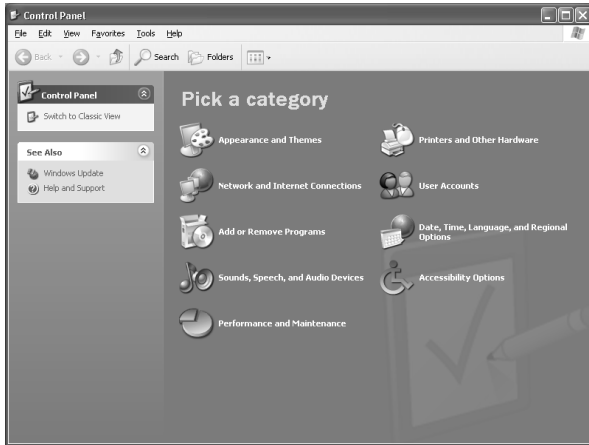 Control Panel
File Edit View Favorites Tools Help
Back Search Folders
Control Panel
Switch to Classic View
See Also
Windows Update
Help and Support
Pick a category
Appearance and Themes
Printers and Other Hardware
Network and Internet Connections
User Accounts
Add or Remove Programs
Date, Time, Language, and Regional
Options
Sounds, Speech, and Audio Devices
Accessibility Options
Performance and Maintenance